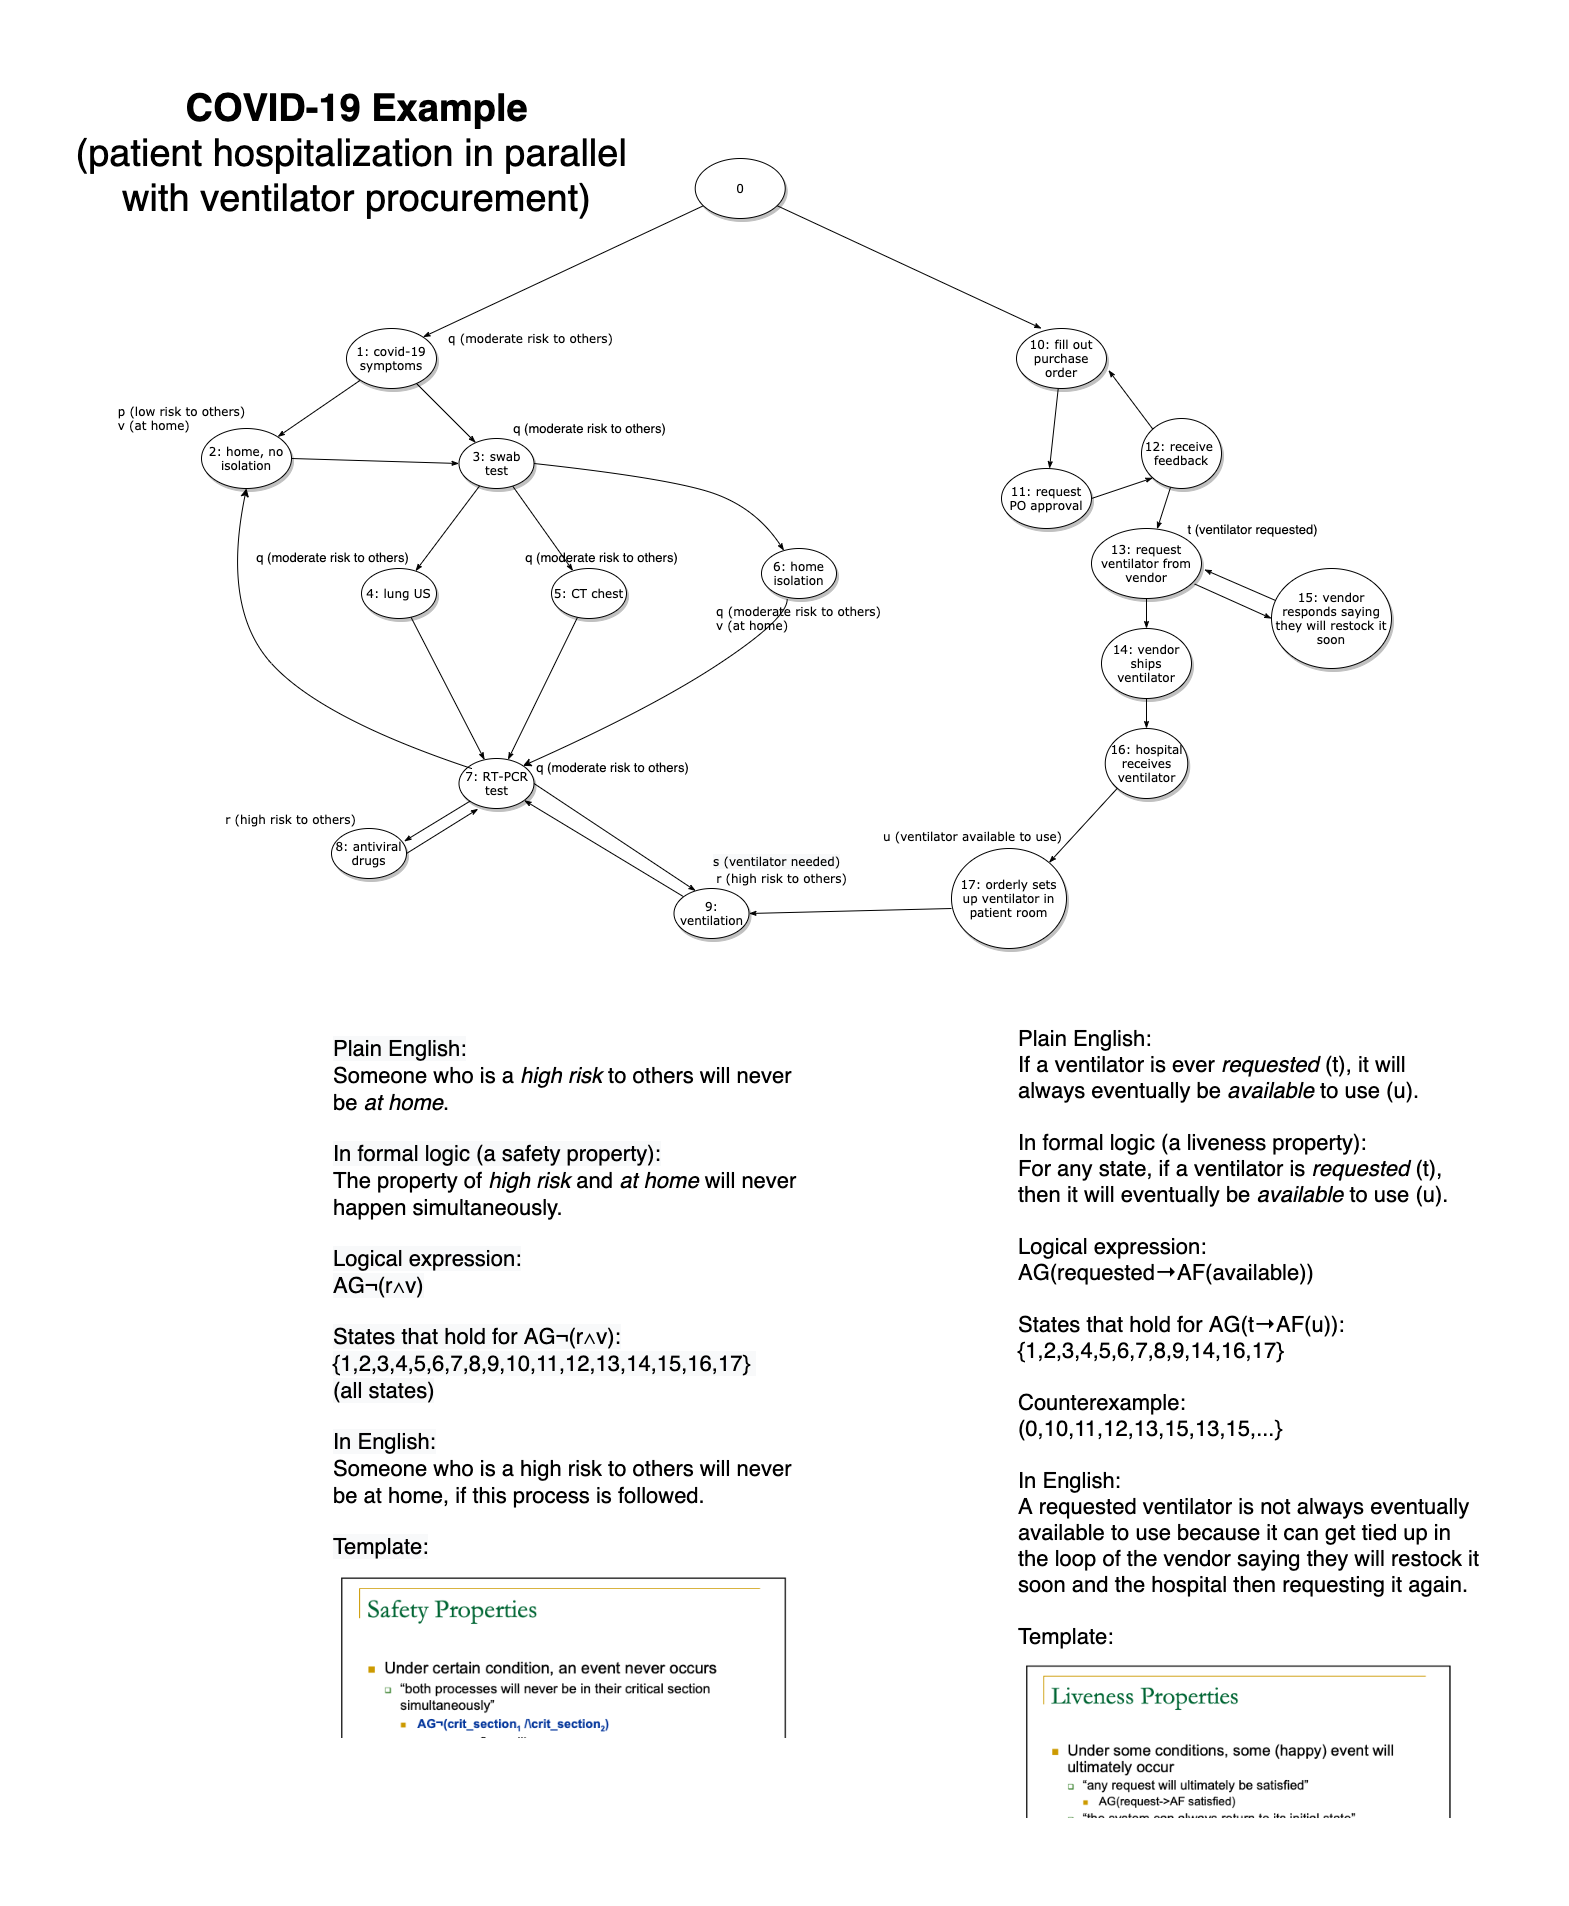 COVID-19 Example
(patient hospitalization in parallel
with ventilator procurement)
0
1: covid-19
symptoms
q (moderate risk to others)
10: fill out
purchase
order
p (low risk to others)
v (at home)
2: home, no
isolation
q (moderate risk to others)
3: swab
test
12: receive
feedback
11: request
PO approval
t (ventilator requested)
13: request
ventilator from
vendor
q (moderate risk to others)
4: lung US
q (moderate risk to others)
5: CT chest
6: home
isolation
q (moderate risk to others)
v (at home)
15: vendor
responds saying
they will restock it
soon
14: vendor
ships
ventilator
16: hospital
receives
ventilator
q (moderate risk to others)
7: RT-PCR
test
r (high risk to others)
8: antiviral
drugs
s (ventilator needed)
r (high risk to others)
9:
ventilation
u (ventilator available to use)
17: orderly sets
up ventilator in
patient room
Plain English:
Someone who is a high risk to others will never
be at home.
In formal logic (a safety property):
The property of high risk and at home will never
happen simultaneously.
Logical expression:
AG¬(r∧v)
States that hold for AG¬(r∧v):
{1,2,3,4,5,6,7,8,9,10,11,12,13,14,15,16,17}
(all states)
In English:
Someone who is a high risk to others will never
be at home, if this process is followed.
Template:
Safety Properties
Under certain condition, an event never occurs
“both processes will never be in their critical section
simultaneously”
AG¬(crit_section1 /\crit_section2)
Plain English:
If a ventilator is ever requested (t), it will
always eventually be available to use (u).
In formal logic (a liveness property):
For any state, if a ventilator is requested (t),
then it will eventually be available to use (u).
Logical expression:
AG(requested→AF(available))
States that hold for AG(t→AF(u)):
{1,2,3,4,5,6,7,8,9,14,16,17}
Counterexample:
(0,10,11,12,13,15,13,15,...}
In English:
A requested ventilator is not always eventually
available to use because it can get tied up in
the loop of the vendor saying they will restock it
soon and the hospital then requesting it again.
Template:
Liveness Properties
Under some conditions, some (happy) event will
ultimately occur
“any request will ultimately be satisfied”
AG(request->AF satisfied)
“the system can always return to its initial state”